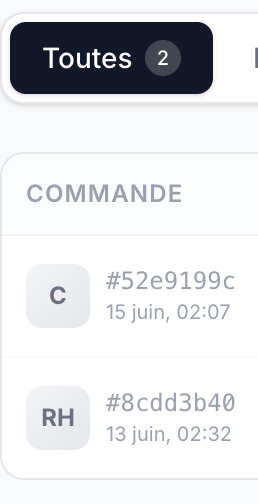 Toutes 2
COMMANDE
C
#52e9199c
15 juin, 02:07
RH
#8cdd3b40
13 juin, 02:32